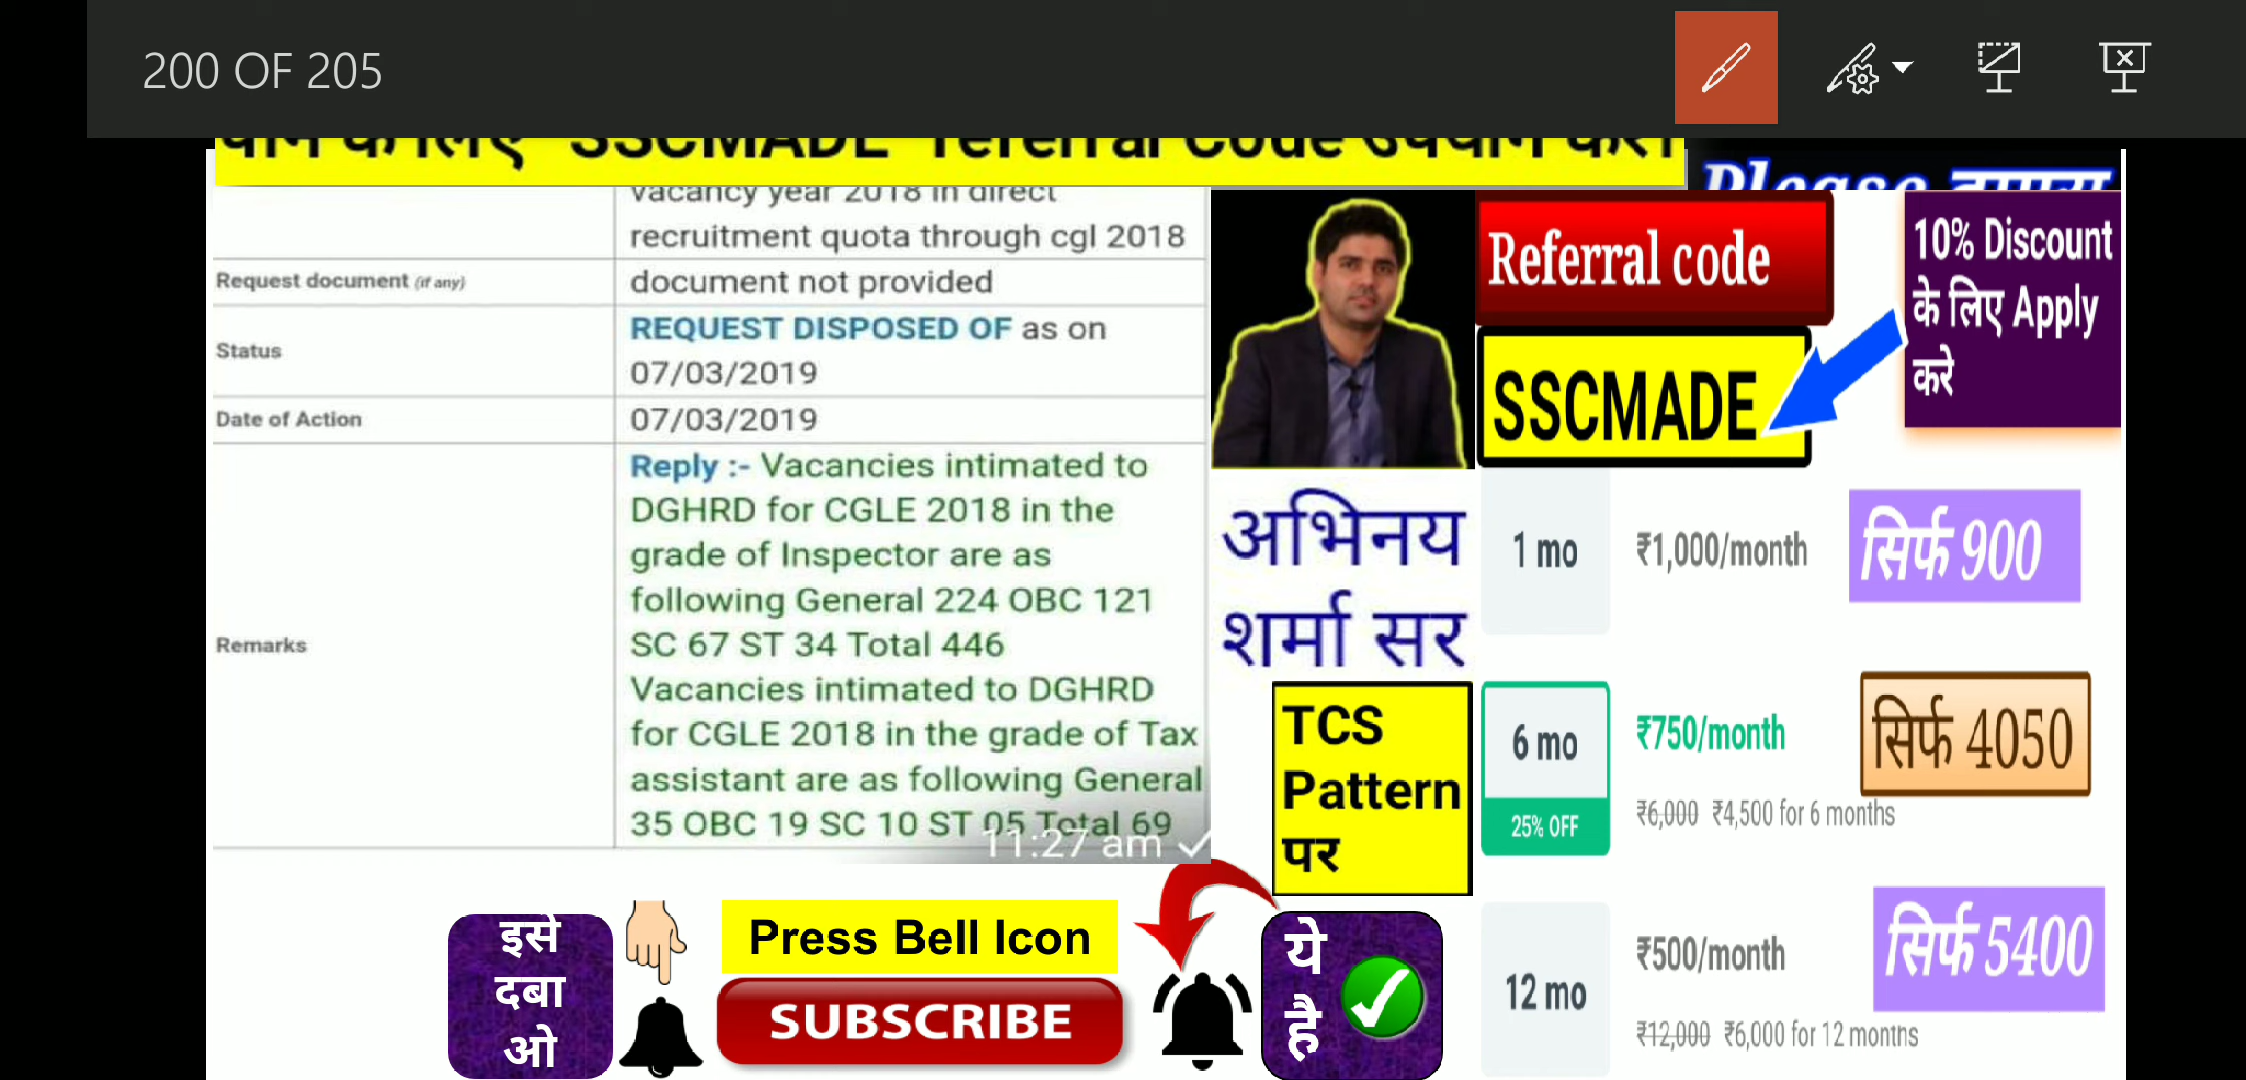 200 OF 205
पाने के लिए "SSCMADE" referral Code उपयोग करे।
Please
vacancy year 2018 in direct
recruitment quota through cgl 2018
Request document (if any)
document not provided
Status
REQUEST DISPOSED OF as on
07/03/2019
Date of Action
07/03/2019
Remarks
Reply :- Vacancies intimated to
DGHRD for CGLE 2018 in the
grade of Inspector are as
following General 224 OBC 121
SC 67 ST 34 Total 446
Vacancies intimated to DGHRD
for CGLE 2018 in the grade of Tax
assistant are as following General
35 OBC 19 SC 10 ST 05 Total 69
11:27 am
Referral code
SSCMADE
10% Discount
के लिए Apply
करे
अभिनय
शर्मा सर
1 mo
₹1,000/month
सिर्फ 900
TCS
Pattern
पर
6 mo
25% OFF
₹750/month
₹6,000 ₹4,500 for 6 months
सिर्फ 4050
12 mo
₹500/month
₹12,000 ₹6,000 for 12 months
सिर्फ 5400
इसे
दबा
ओ
Press Bell Icon
SUBSCRIBE
ये
है